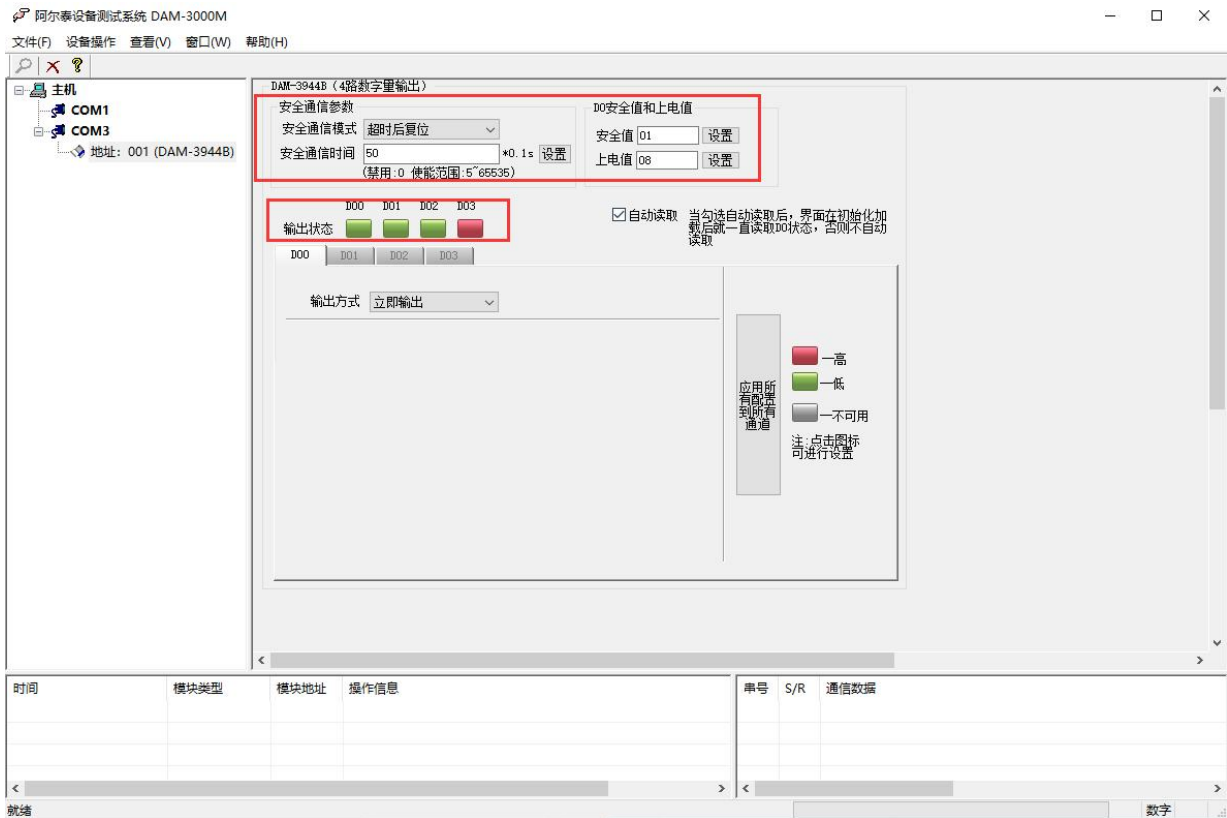 阿尔泰设备测试系统 DAM-3000M
文件(F) 设备操作 查看(V) 窗口(W) 帮助(H)
主机
COM1
COM3
地址: 001 (DAM-3944B)
DAM-3944B（4路数字量输出）
安全通信参数
安全通信模式 超时后复位
安全通信时间 50 *0.1s 设置
(禁用:0 使能范围:5~65535)
DO安全值和上电值
安全值 01 设置
上电值 08 设置
DO0 DO1 DO2 DO3
输出状态
自动读取
当勾选自动读取后，界面在初始化加
载后就一直读取DO状态，否则不自动
读取
DO0 DO1 DO2 DO3
输出方式 立即输出
应用所
有配置
到所有
通道
—高
—低
—不可用
注:点击图标
可进行设置
时间 模块类型 模块地址 操作信息
串号 S/R 通信数据
就绪
数字